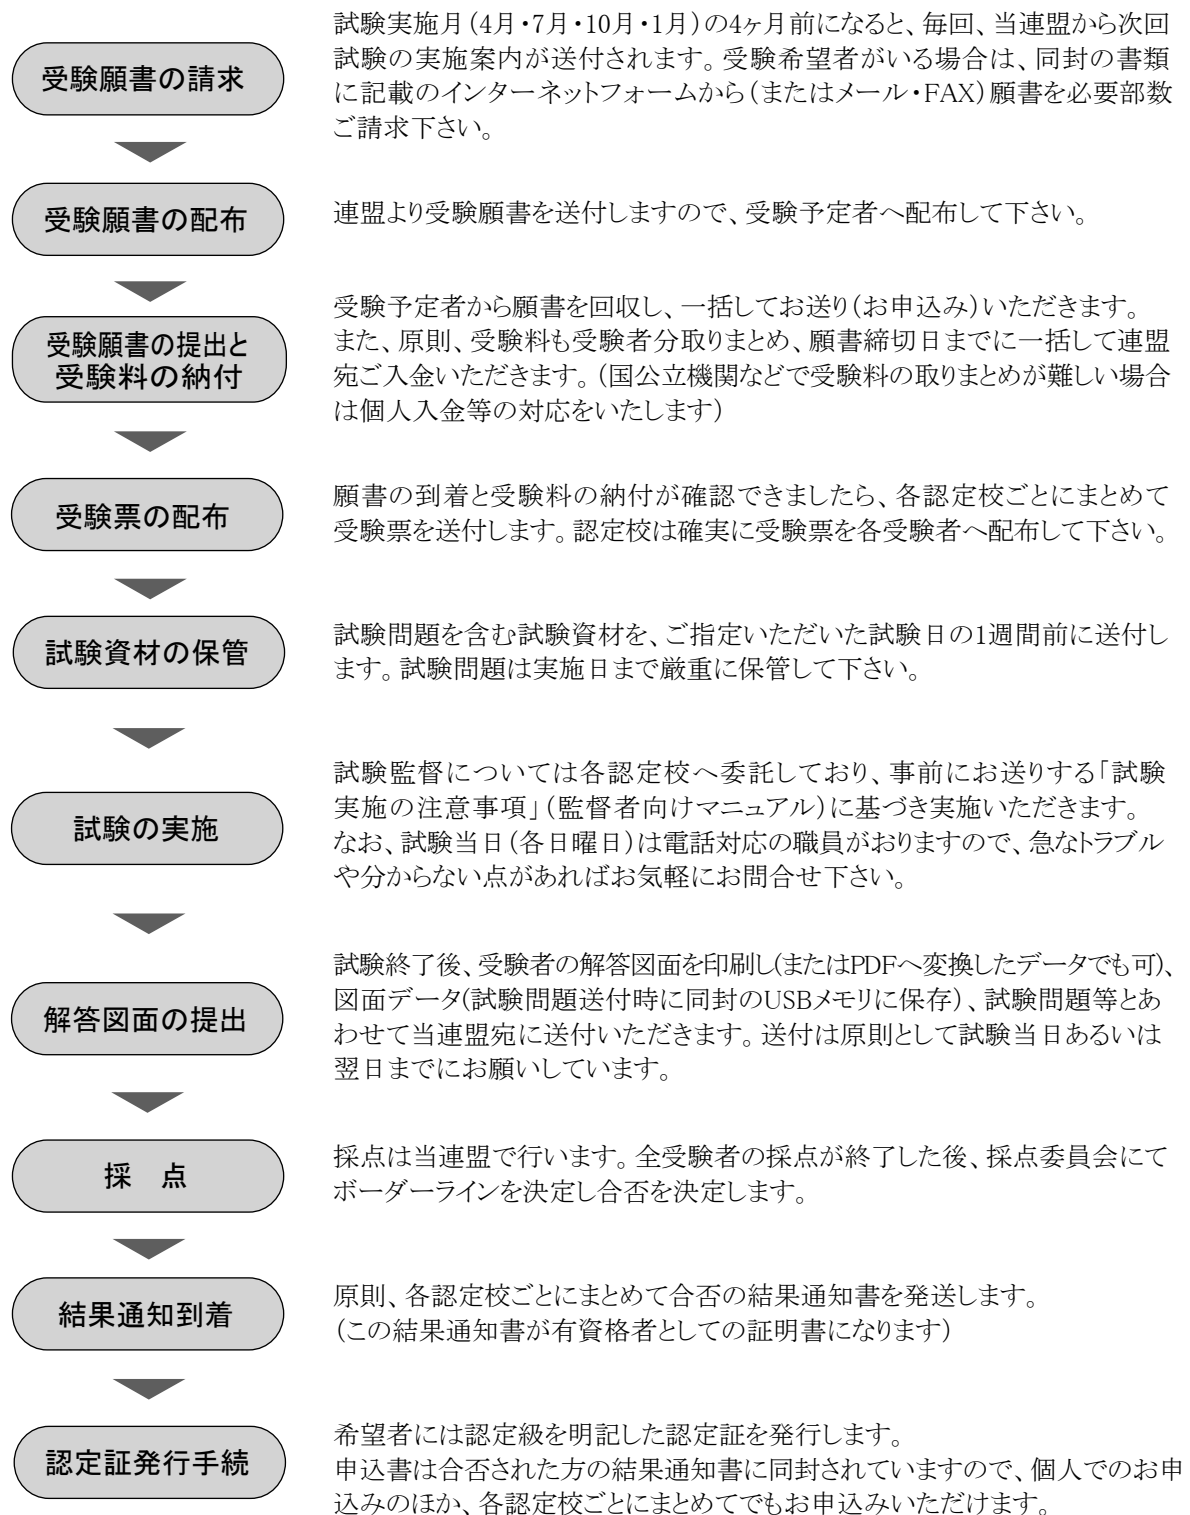 受験願書の請求
試験実施月（4月・7月・10月・1月）の4ヶ月前になると、毎回、当連盟から次回
試験の実施案内が送付されます。受験希望者がいる場合は、同封の書類
に記載のインターネットフォームから（またはメール・FAX）願書を必要部数
ご請求下さい。
受験願書の配布
連盟より受験願書を送付しますので、受験予定者へ配布して下さい。
受験願書の提出と
受験料の納付
受験予定者から願書を回収し、一括してお送り（お申込み）いただきます。
また、原則、受験料も受験者分取りまとめ、願書締切日までに一括して連盟
宛ご入金いただきます。（国公立機関などで受験料の取りまとめが難しい場合
は個人入金等の対応をいたします）
受験票の配布
願書の到着と受験料の納付が確認できましたら、各認定校ごとにまとめて
受験票を送付します。認定校は確実に受験票を各受験者へ配布して下さい。
試験資材の保管
試験問題を含む試験資材を、ご指定いただいた試験日の1週間前に送付し
ます。試験問題は実施日まで厳重に保管して下さい。
試験の実施
試験監督については各認定校へ委託しており、事前にお送りする「試験
実施の注意事項」（監督者向けマニュアル）に基づき実施いただきます。
なお、試験当日（各日曜日）は電話対応の職員がおりますので、急なトラブル
や分からない点があればお気軽にお問合せ下さい。
解答図面の提出
試験終了後、受験者の解答図面を印刷し(またはPDFへ変換したデータでも可)、
図面データ(試験問題送付時に同封のUSBメモリに保存）、試験問題等とあ
わせて当連盟宛に送付いただきます。送付は原則として試験当日あるいは
翌日までにお願いしています。
採　点
採点は当連盟で行います。全受験者の採点が終了した後、採点委員会にて
ボーダーラインを決定し合否を決定します。
結果通知到着
原則、各認定校ごとにまとめて合否の結果通知書を発送します。
（この結果通知書が有資格者としての証明書になります）
認定証発行手続
希望者には認定級を明記した認定証を発行します。
申込書は合否された方の結果通知書に同封されていますので、個人でのお申
込みのほか、各認定校ごとにまとめてでもお申込みいただけます。